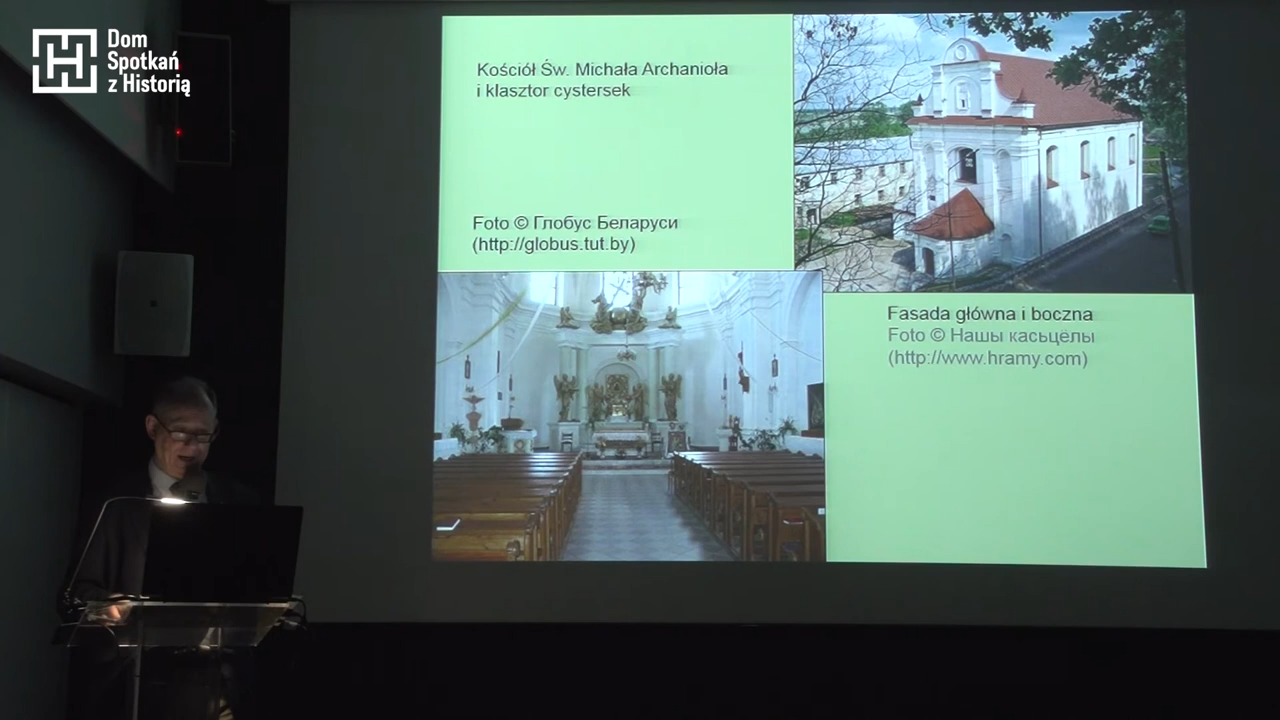 Dom
Spotkań
z Historią
Kościół Św. Michała Archanioła
i klasztor cystersek
Foto © Глобус Беларуси
(http://globus.tut.by)
Fasada główna i boczna
Foto © Нашы касьцёлы
(http://www.hramy.com)